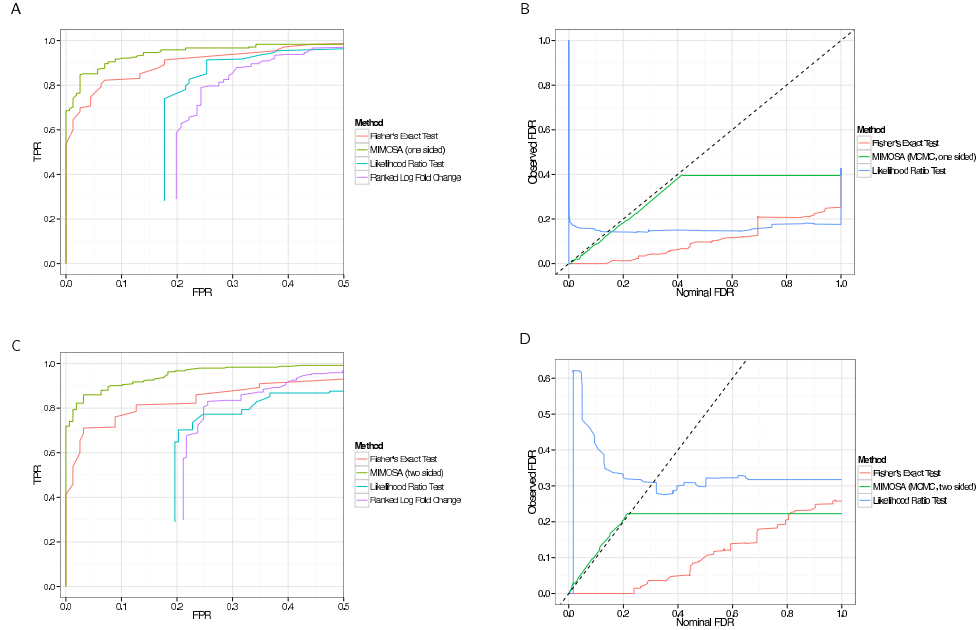 A
1.0
0.8
0.6
0.4
0.2
0.0
TPR
0.0 0.1 0.2 0.3 0.4 0.5
FPR
Method
Fisher's Exact Test
MIMOSA (one sided)
Likelihood Ratio Test
Ranked Log Fold Change
B
1.0
0.8
0.6
0.4
0.2
0.0
Observed FDR
0.0 0.2 0.4 0.6 0.8 1.0
Nominal FDR
Method
Fisher's Exact Test
MIMOSA (MCMC, one sided)
Likelihood Ratio Test
C
1.0
0.8
0.6
0.4
0.2
0.0
TPR
0.0 0.1 0.2 0.3 0.4 0.5
FPR
Method
Fisher's Exact Test
MIMOSA (two sided)
Likelihood Ratio Test
Ranked Log Fold Change
D
0.6
0.5
0.4
0.3
0.2
0.1
0.0
Observed FDR
0.0 0.2 0.4 0.6 0.8 1.0
Nominal FDR
Method
Fisher's Exact Test
MIMOSA (MCMC, two sided)
Likelihood Ratio Test